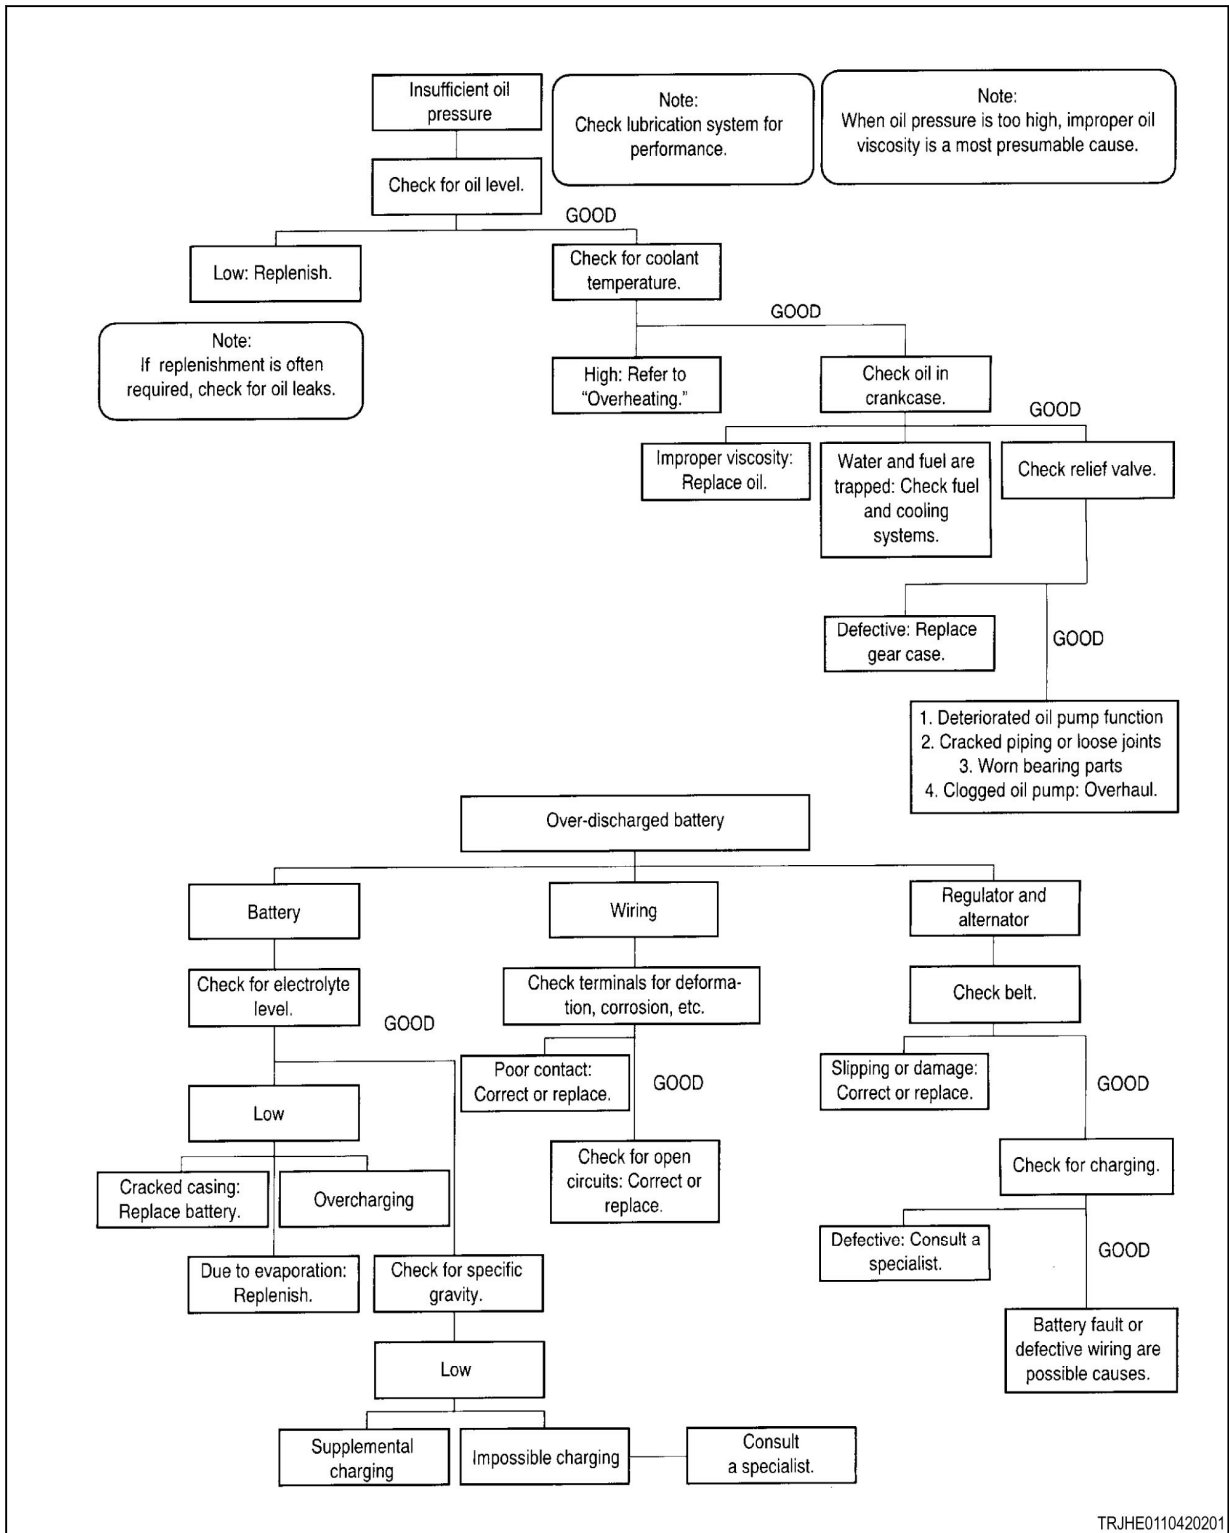 Insufficient oil
pressure
Note:
Check lubrication system for
performance.
Note:
When oil pressure is too high, improper oil
viscosity is a most presumable cause.
Check for oil level.
GOOD
Low: Replenish.
Check for coolant
temperature.
GOOD
Note:
If replenishment is often
required, check for oil leaks.
High: Refer to
“Overheating.”
Check oil in
crankcase.
GOOD
Improper viscosity:
Replace oil.
Water and fuel are
trapped: Check fuel
and cooling
systems.
Check relief valve.
Defective: Replace
gear case.
GOOD
1. Deteriorated oil pump function
2. Cracked piping or loose joints
3. Worn bearing parts
4. Clogged oil pump: Overhaul.
Over-discharged battery
Battery
Wiring
Regulator and
alternator
Check for electrolyte
level.
GOOD
Check terminals for deforma-
tion, corrosion, etc.
Check belt.
Low
Poor contact:
Correct or replace.
GOOD
Slipping or damage:
Correct or replace.
GOOD
Cracked casing:
Replace battery.
Overcharging
Check for open
circuits: Correct or
replace.
Check for charging.
Due to evaporation:
Replenish.
Check for specific
gravity.
Defective: Consult a
specialist.
GOOD
Low
Battery fault or
defective wiring are
possible causes.
Supplemental
charging
Impossible charging
Consult
a specialist.
TRJHE0110420201